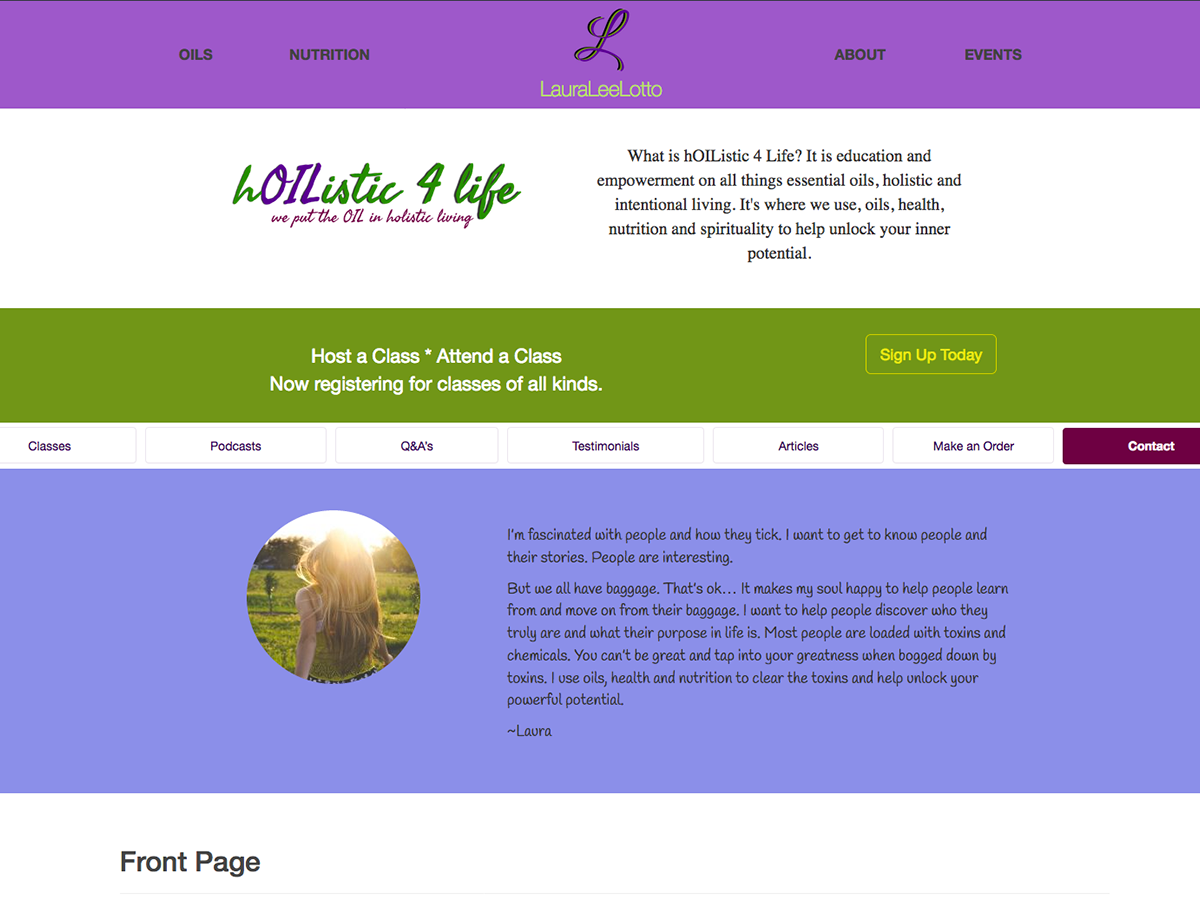 OILS
NUTRITION
L
LauraLeeLotto
ABOUT
EVENTS
hOIListic 4 life
we put the OIL in holistic living
What is hOIListic 4 Life? It is education and
empowerment on all things essential oils, holistic and
intentional living. It's where we use, oils, health,
nutrition and spirituality to help unlock your inner
potential.
Host a Class * Attend a Class
Now registering for classes of all kinds.
Sign Up Today
Classes
Podcasts
Q&A's
Testimonials
Articles
Make an Order
Contact
I'm fascinated with people and how they tick. I want to get to know people and
their stories. People are interesting.
But we all have baggage. That's ok… It makes my soul happy to help people learn
from and move on from their baggage. I want to help people discover who they
truly are and what their purpose in life is. Most people are loaded with toxins and
chemicals. You can't be great and tap into your greatness when bogged down by
toxins. I use oils, health and nutrition to clear the toxins and help unlock your
powerful potential.
~Laura
Front Page